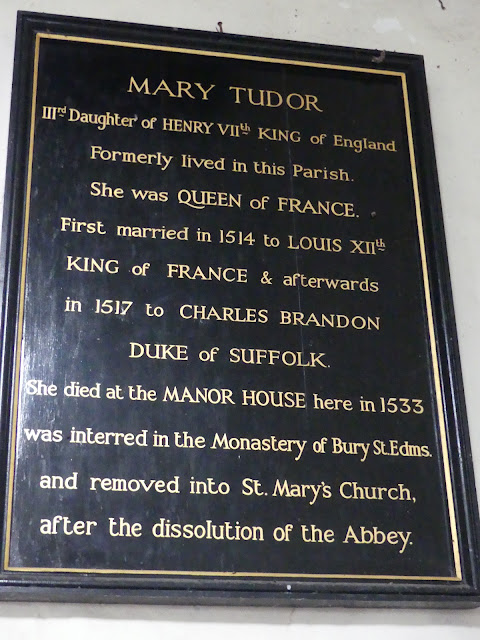 MARY TUDOR
IIIrd Daughter of HENRY VIIth KING of England
Formerly lived in this Parish.
She was QUEEN of FRANCE.
First married in 1514 to LOUIS XIIth
KING of FRANCE & afterwards
in 1517 to CHARLES BRANDON
DUKE of SUFFOLK.
She died at the MANOR HOUSE here in 1533
was interred in the Monastery of Bury St.Edms.
and removed into St. Mary's Church,
after the dissolution of the Abbey.